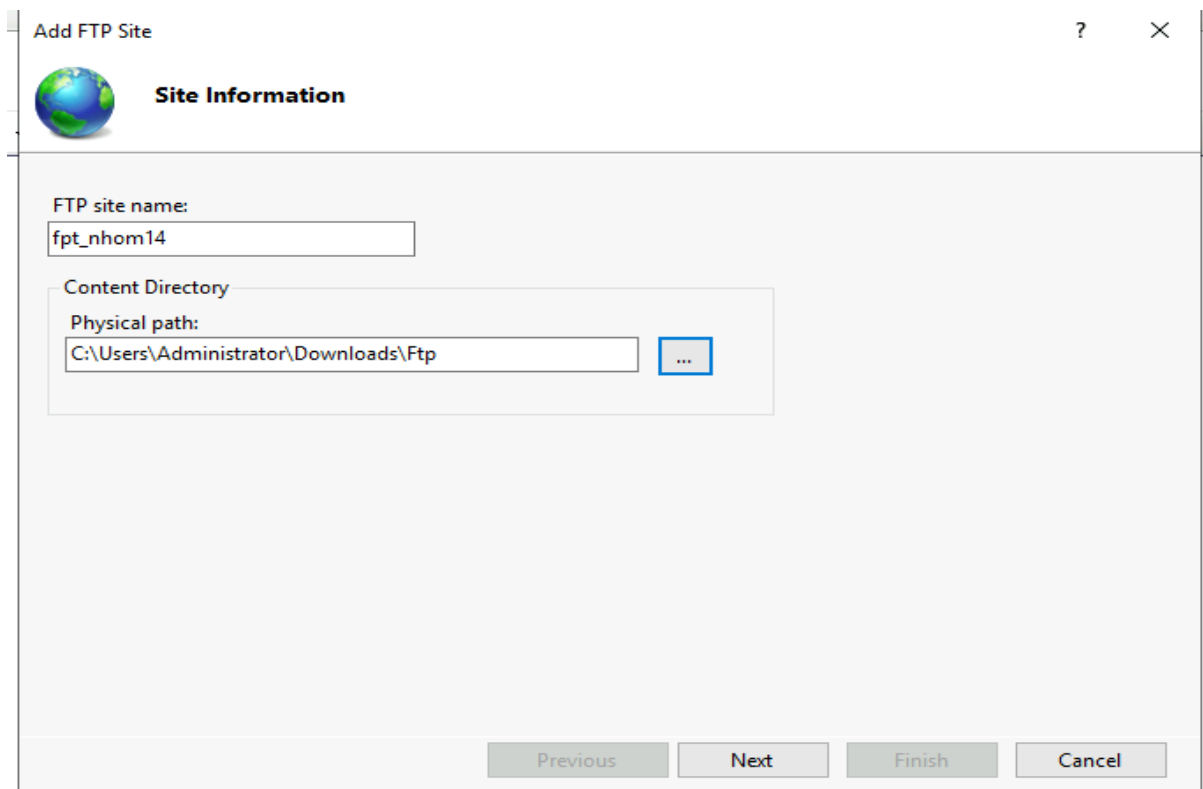 Add FTP Site
?
Site Information
FTP site name:
fpt_nhom14
Content Directory
Physical path:
C:\Users\Administrator\Downloads\Ftp
...
Previous Next Finish Cancel